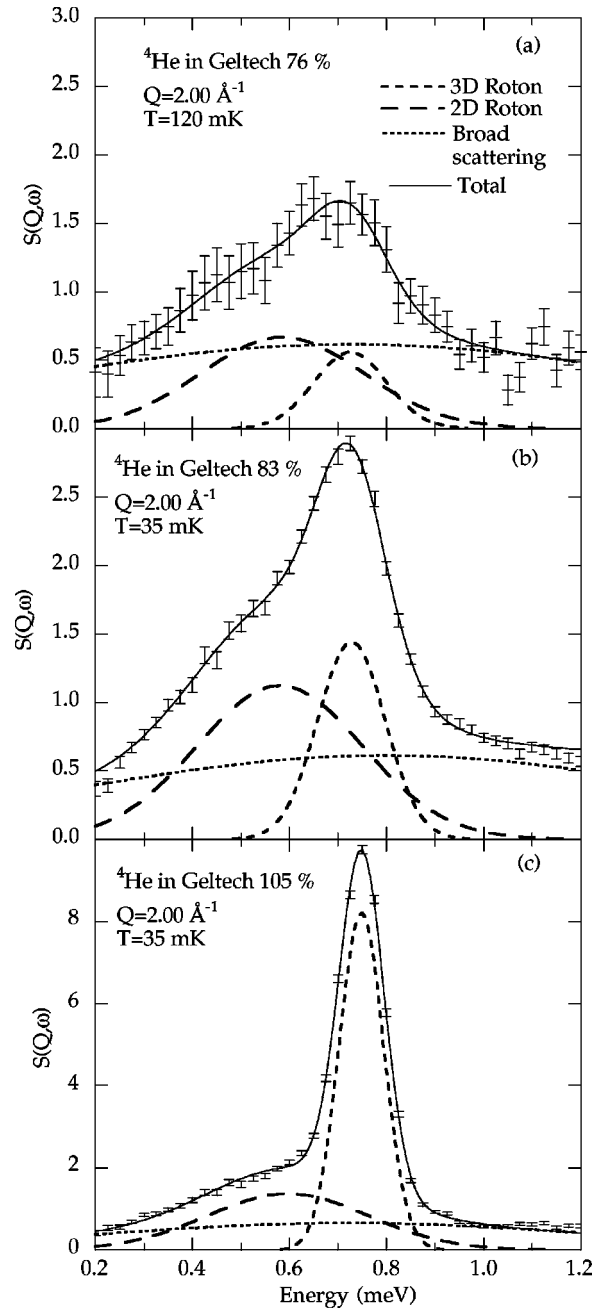 3.0
(a)
⁴He in Geltech 76 %
2.5
3D Roton
Q=2.00 Å⁻¹
2D Roton
T=120 mK
Broad
scattering
2.0
Total
S(Q,ω)
1.5
1.0
0.5
0.0
(b)
⁴He in Geltech 83 %
2.5
Q=2.00 Å⁻¹
T=35 mK
2.0
S(Q,ω)
1.5
1.0
0.5
0.0
(c)
⁴He in Geltech 105 %
8
Q=2.00 Å⁻¹
T=35 mK
6
S(Q,ω)
4
2
0
0.2 0.4 0.6 0.8 1.0 1.2
Energy (meV)